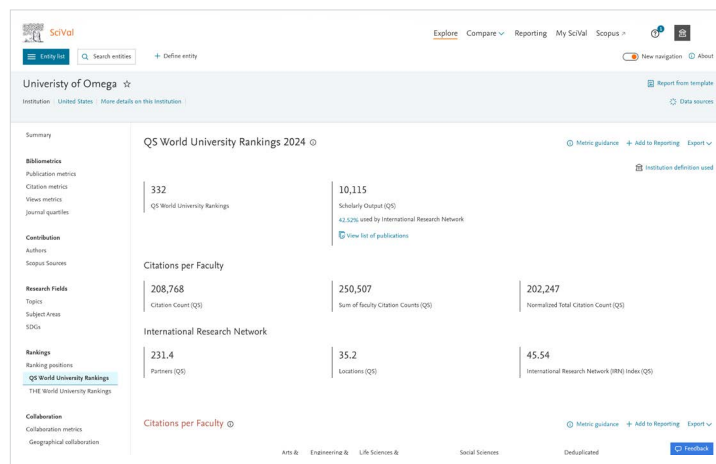 SciVal
Explore Compare Reporting My SciVal Scopus
Entity list Search entities + Define entity New navigation About
Univeristy of Omega
Report from template
Institution United States More details on this Institution
Data sources
Summary
QS World University Rankings 2024
Metric guidance + Add to Reporting Export
Institution definition used
Bibliometrics
Publication metrics
Citation metrics
Views metrics
Journal quartiles
332
QS World University Rankings
10,115
Scholarly Output (QS)
42.52% used by International Research Network
View list of publications
Contribution
Authors
Scopus Sources
Citations per Faculty
208,768
Citation Count (QS)
250,507
Sum of faculty Citation Counts (QS)
202,247
Normalized Total Citation Count (QS)
Research Fields
Topics
Subject Areas
SDGs
International Research Network
231.4
Partners (QS)
35.2
Locations (QS)
45.54
International Research Network (IRN) Index (QS)
Rankings
Ranking positions
QS World University Rankings
THE World University Rankings
Collaboration
Collaboration metrics
Geographical collaboration
Citations per Faculty
Metric guidance + Add to Reporting Export
Feedback
Arts & Engineering & Life Sciences & Social Sciences Deduplicated